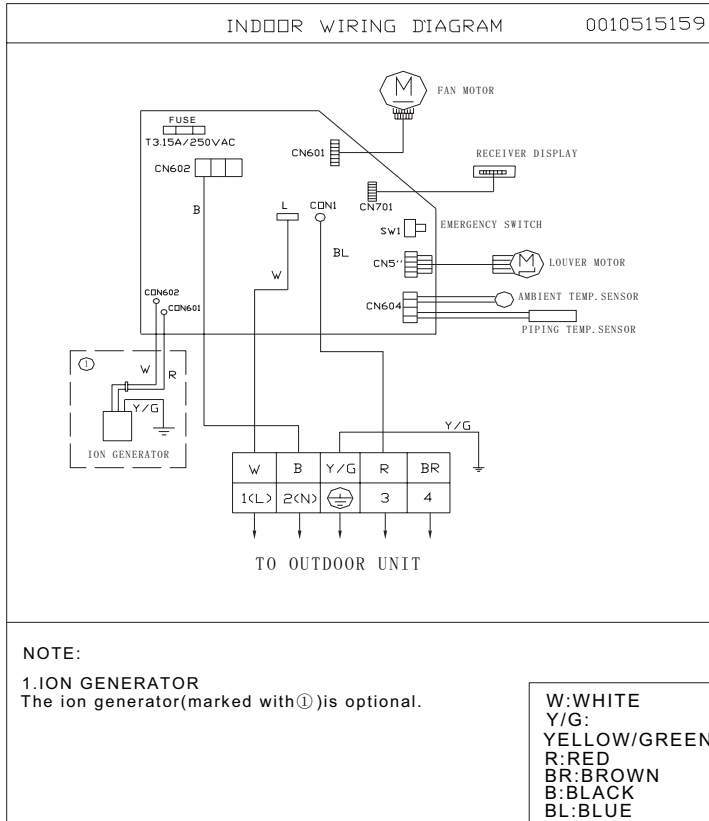 INDOOR WIRING DIAGRAM
0010515159
FAN MOTOR
FUSE
T3.15A/250VAC
CN601
CN602
RECEIVER DISPLAY
CN701
B
L
CON1
EMERGENCY SWITCH
SW1
BL
CN5''
LOUVER MOTOR
W
AMBIENT TEMP.SENSOR
CON602
CON601
CN604
PIPING TEMP.SENSOR
①
W
R
Y/G
ION GENERATOR
Y/G
W B Y/G R BR
1(L) 2(N) 3 4
TO OUTDOOR UNIT
NOTE:
1.ION GENERATOR
The ion generator(marked with①)is optional.
W:WHITE
Y/G:
YELLOW/GREEN
R:RED
BR:BROWN
B:BLACK
BL:BLUE